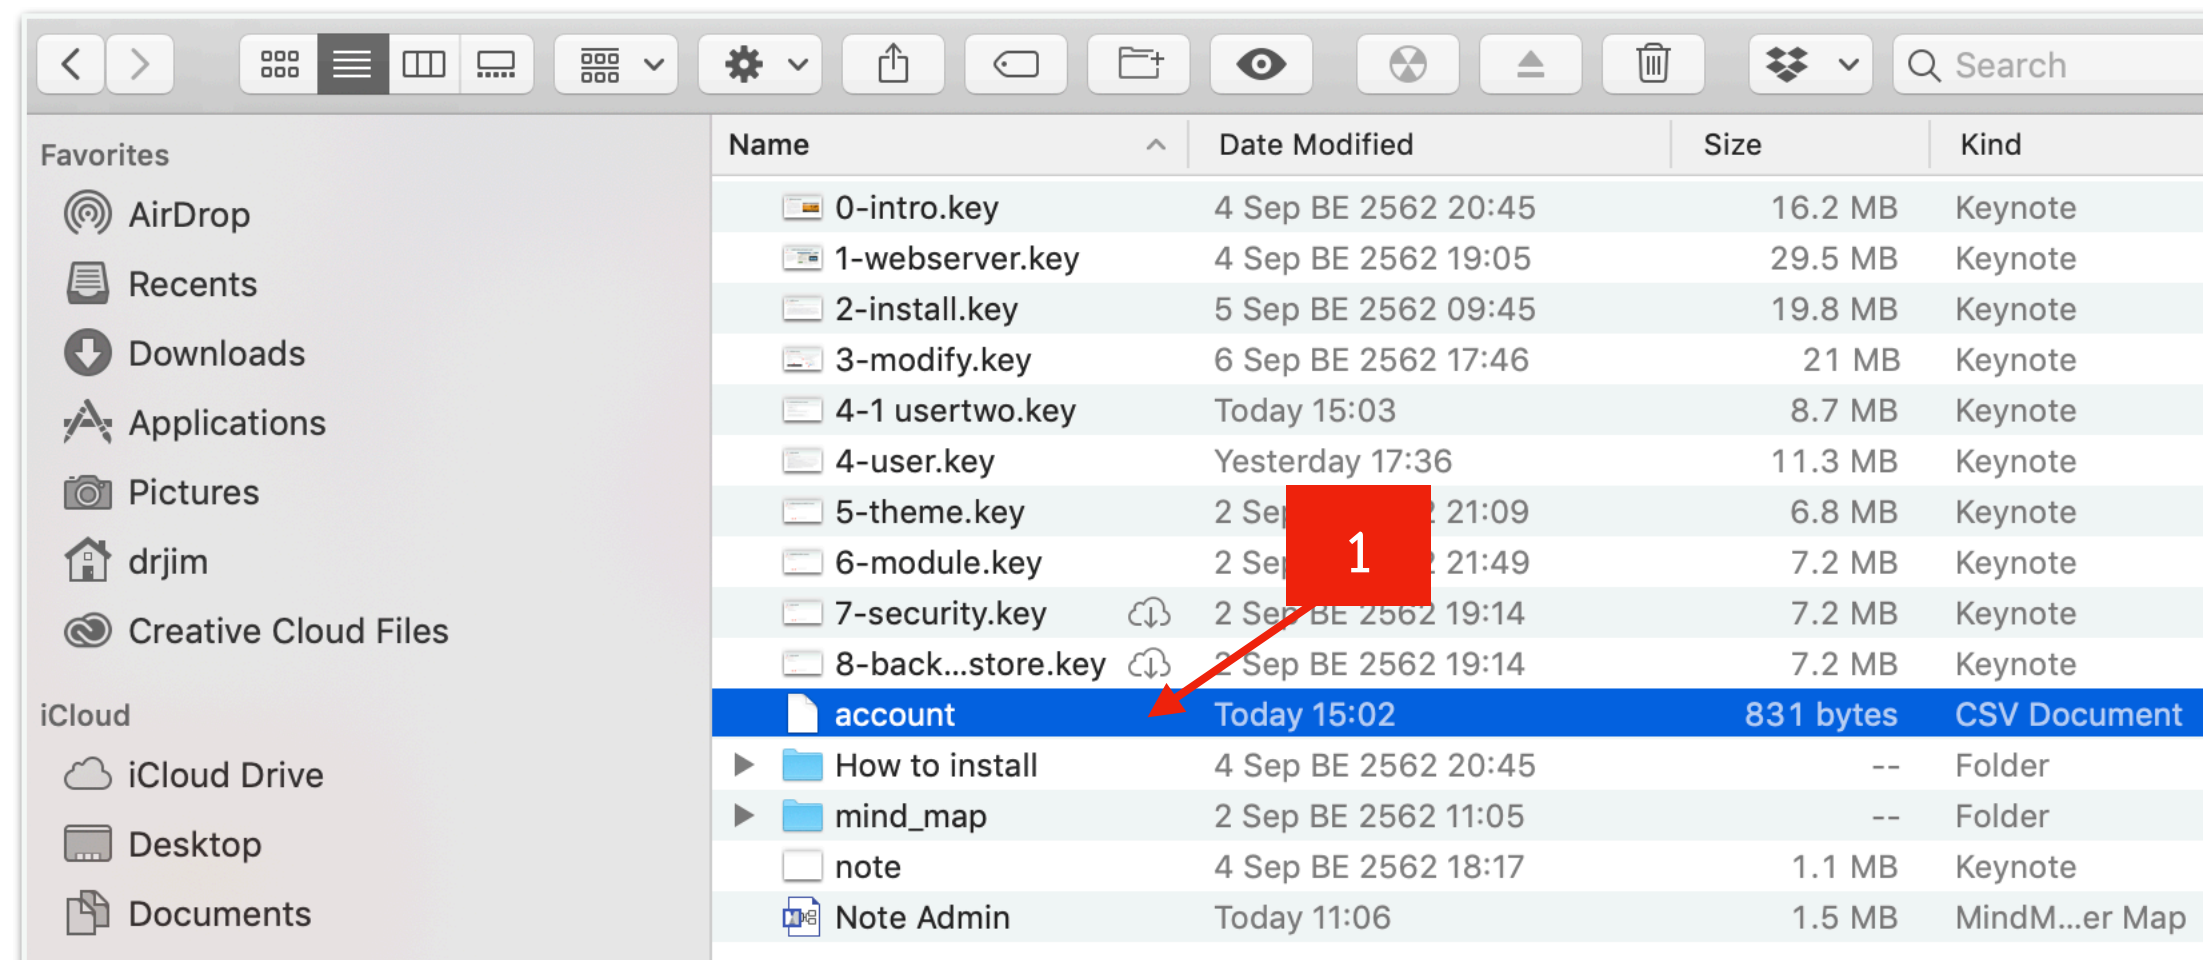 Search
Favorites
AirDrop
Recents
Downloads
Applications
Pictures
drjim
Creative Cloud Files
iCloud
iCloud Drive
Desktop
Documents
Name Date Modified Size Kind
0-intro.key 4 Sep BE 2562 20:45 16.2 MB Keynote
1-webserver.key 4 Sep BE 2562 19:05 29.5 MB Keynote
2-install.key 5 Sep BE 2562 09:45 19.8 MB Keynote
3-modify.key 6 Sep BE 2562 17:46 21 MB Keynote
4-1 usertwo.key Today 15:03 8.7 MB Keynote
4-user.key Yesterday 17:36 11.3 MB Keynote
5-theme.key 2 Sep 21:09 6.8 MB Keynote
1
6-module.key 2 Sep 21:49 7.2 MB Keynote
7-security.key 2 Sep BE 2562 19:14 7.2 MB Keynote
8-back...store.key 2 Sep BE 2562 19:14 7.2 MB Keynote
account Today 15:02 831 bytes CSV Document
How to install 4 Sep BE 2562 20:45 -- Folder
mind_map 2 Sep BE 2562 11:05 -- Folder
note 4 Sep BE 2562 18:17 1.1 MB Keynote
Note Admin Today 11:06 1.5 MB MindM...er Map